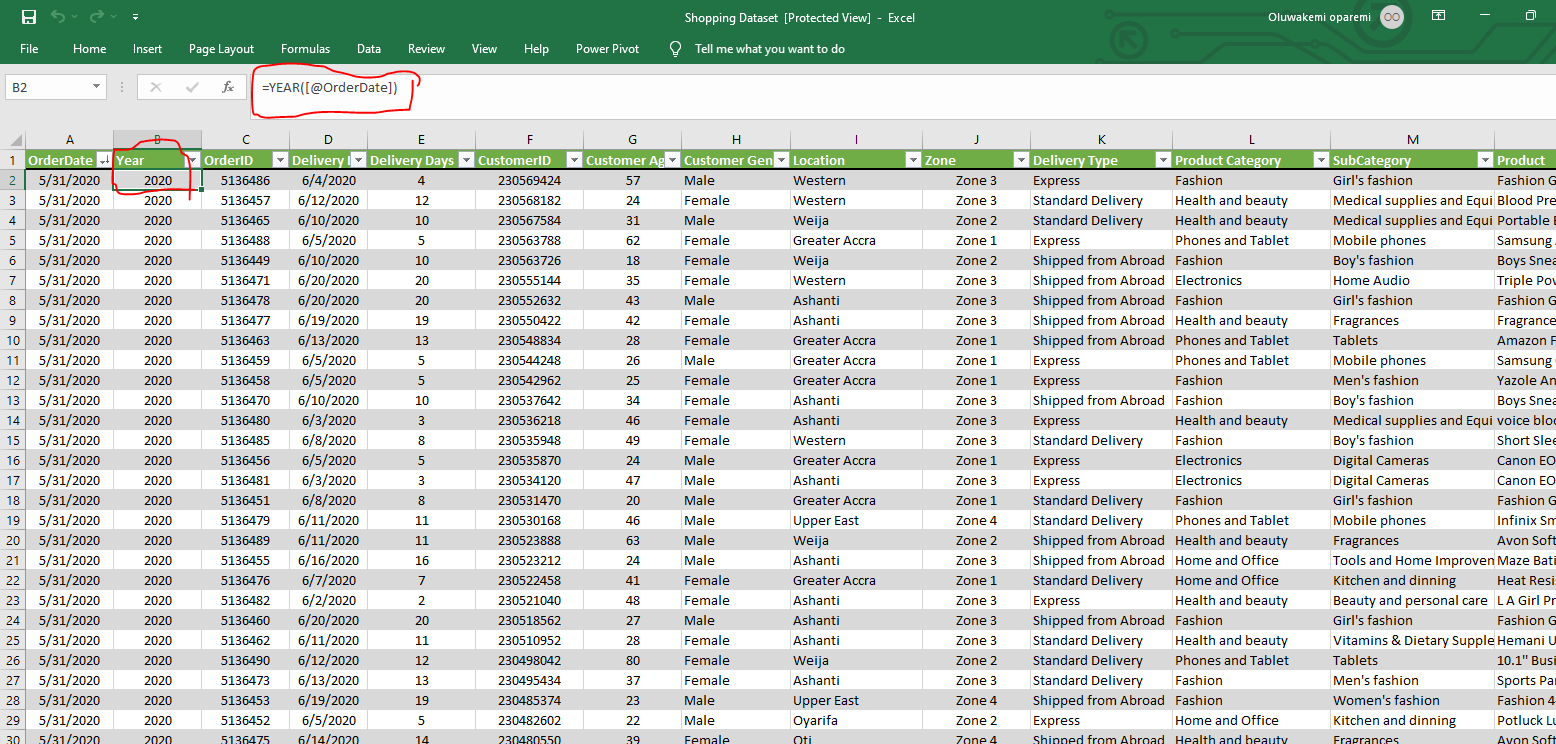 Shopping Dataset [Protected View] - Excel Oluwakemi oparemi OO
File Home Insert Page Layout Formulas Data Review View Help Power Pivot Tell me what you want to do
B2 fx =YEAR([@OrderDate])
A B C D E F G H I J K L M
1 OrderDate Year OrderID Delivery Delivery Days CustomerID Customer Ag Customer Gen Location Zone Delivery Type Product Category SubCategory Product
2 5/31/2020 2020 5136486 6/4/2020 4 230569424 57 Male Western Zone 3 Express Fashion Girl's fashion Fashion G
3 5/31/2020 2020 5136457 6/12/2020 12 230568182 24 Female Western Zone 3 Standard Delivery Health and beauty Medical supplies and Equi Blood Pre
4 5/31/2020 2020 5136465 6/10/2020 10 230567584 31 Male Weija Zone 2 Standard Delivery Health and beauty Medical supplies and Equi Portable
5 5/31/2020 2020 5136488 6/5/2020 5 230563788 62 Female Greater Accra Zone 1 Express Phones and Tablet Mobile phones Samsung
6 5/31/2020 2020 5136449 6/10/2020 10 230563726 18 Female Weija Zone 2 Shipped from Abroad Fashion Boy's fashion Boys Snea
7 5/31/2020 2020 5136471 6/20/2020 20 230555144 35 Female Western Zone 3 Shipped from Abroad Electronics Home Audio Triple Pov
8 5/31/2020 2020 5136478 6/20/2020 20 230552632 43 Male Ashanti Zone 3 Shipped from Abroad Fashion Girl's fashion Fashion G
9 5/31/2020 2020 5136477 6/19/2020 19 230550422 42 Female Ashanti Zone 3 Shipped from Abroad Health and beauty Fragrances Fragrance
10 5/31/2020 2020 5136463 6/13/2020 13 230548834 28 Female Greater Accra Zone 1 Shipped from Abroad Phones and Tablet Tablets Amazon F
11 5/31/2020 2020 5136459 6/5/2020 5 230544248 26 Male Greater Accra Zone 1 Express Phones and Tablet Mobile phones Samsung
12 5/31/2020 2020 5136458 6/5/2020 5 230542962 25 Female Greater Accra Zone 1 Express Fashion Men's fashion Yazole An
13 5/31/2020 2020 5136470 6/10/2020 10 230537642 34 Female Ashanti Zone 3 Shipped from Abroad Fashion Boy's fashion Boys Snea
14 5/31/2020 2020 5136480 6/3/2020 3 230536218 46 Female Ashanti Zone 3 Express Health and beauty Medical supplies and Equi voice bloo
15 5/31/2020 2020 5136485 6/8/2020 8 230535948 49 Female Western Zone 3 Standard Delivery Fashion Boy's fashion Short Slee
16 5/31/2020 2020 5136456 6/5/2020 5 230535870 24 Male Greater Accra Zone 1 Express Electronics Digital Cameras Canon EO
17 5/31/2020 2020 5136481 6/3/2020 3 230534120 47 Male Ashanti Zone 3 Express Electronics Digital Cameras Canon EO
18 5/31/2020 2020 5136451 6/8/2020 8 230531470 20 Male Greater Accra Zone 1 Standard Delivery Fashion Girl's fashion Fashion G
19 5/31/2020 2020 5136479 6/11/2020 11 230530168 46 Male Upper East Zone 4 Standard Delivery Phones and Tablet Mobile phones Infinix Sm
20 5/31/2020 2020 5136489 6/11/2020 11 230523888 63 Male Weija Zone 2 Shipped from Abroad Health and beauty Fragrances Avon Soft
21 5/31/2020 2020 5136455 6/16/2020 16 230523212 24 Male Ashanti Zone 3 Shipped from Abroad Home and Office Tools and Home Improven Maze Bati
22 5/31/2020 2020 5136476 6/7/2020 7 230522458 41 Female Greater Accra Zone 1 Standard Delivery Home and Office Kitchen and dinning Heat Resi
23 5/31/2020 2020 5136482 6/2/2020 2 230521040 48 Female Ashanti Zone 3 Express Health and beauty Beauty and personal care L A Girl Pr
24 5/31/2020 2020 5136460 6/20/2020 20 230518562 27 Male Ashanti Zone 3 Shipped from Abroad Fashion Girl's fashion Fashion G
25 5/31/2020 2020 5136462 6/11/2020 11 230510952 28 Female Ashanti Zone 3 Standard Delivery Health and beauty Vitamins & Dietary Supple Hemani U
26 5/31/2020 2020 5136490 6/12/2020 12 230498042 80 Female Weija Zone 2 Standard Delivery Phones and Tablet Tablets 10.1" Busi
27 5/31/2020 2020 5136473 6/13/2020 13 230495434 37 Female Ashanti Zone 3 Standard Delivery Fashion Men's fashion Sports Par
28 5/31/2020 2020 5136453 6/19/2020 19 230485374 23 Male Upper East Zone 4 Shipped from Abroad Fashion Women's fashion Fashion 4
29 5/31/2020 2020 5136452 6/5/2020 5 230482602 22 Male Oyarifa Zone 2 Express Home and Office Kitchen and dinning Potluck Lu
30 5/31/2020 2020 5136475 6/14/2020 14 230480550 39 Female Oti Zone 4 Shipped from Abroad Health and beauty Fragrances Avon Soft